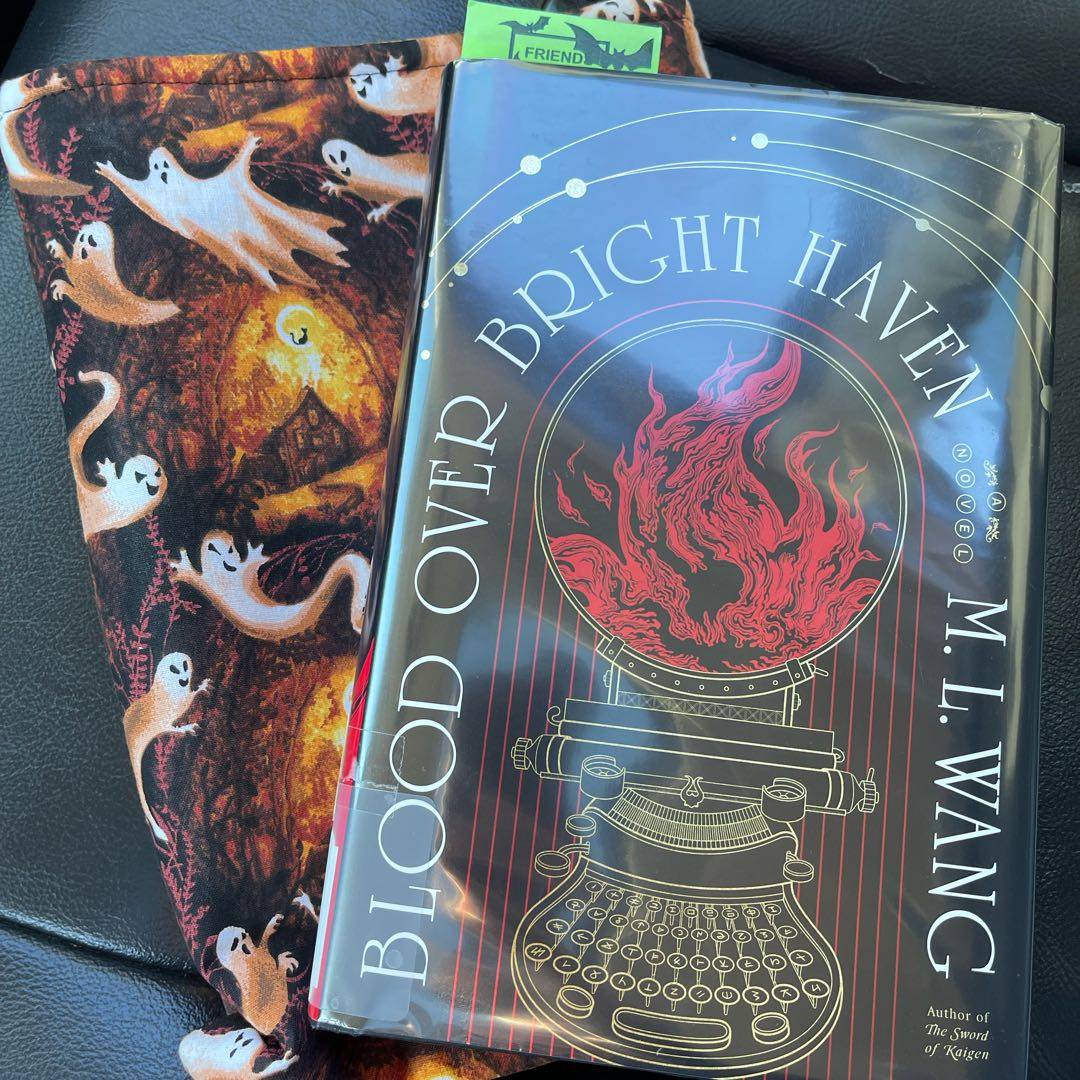 FRIEND
BLOOD OVER BRIGHT HAVEN
A
NOVEL
M. L. WANG
Author of
The Sword
of Kaigen